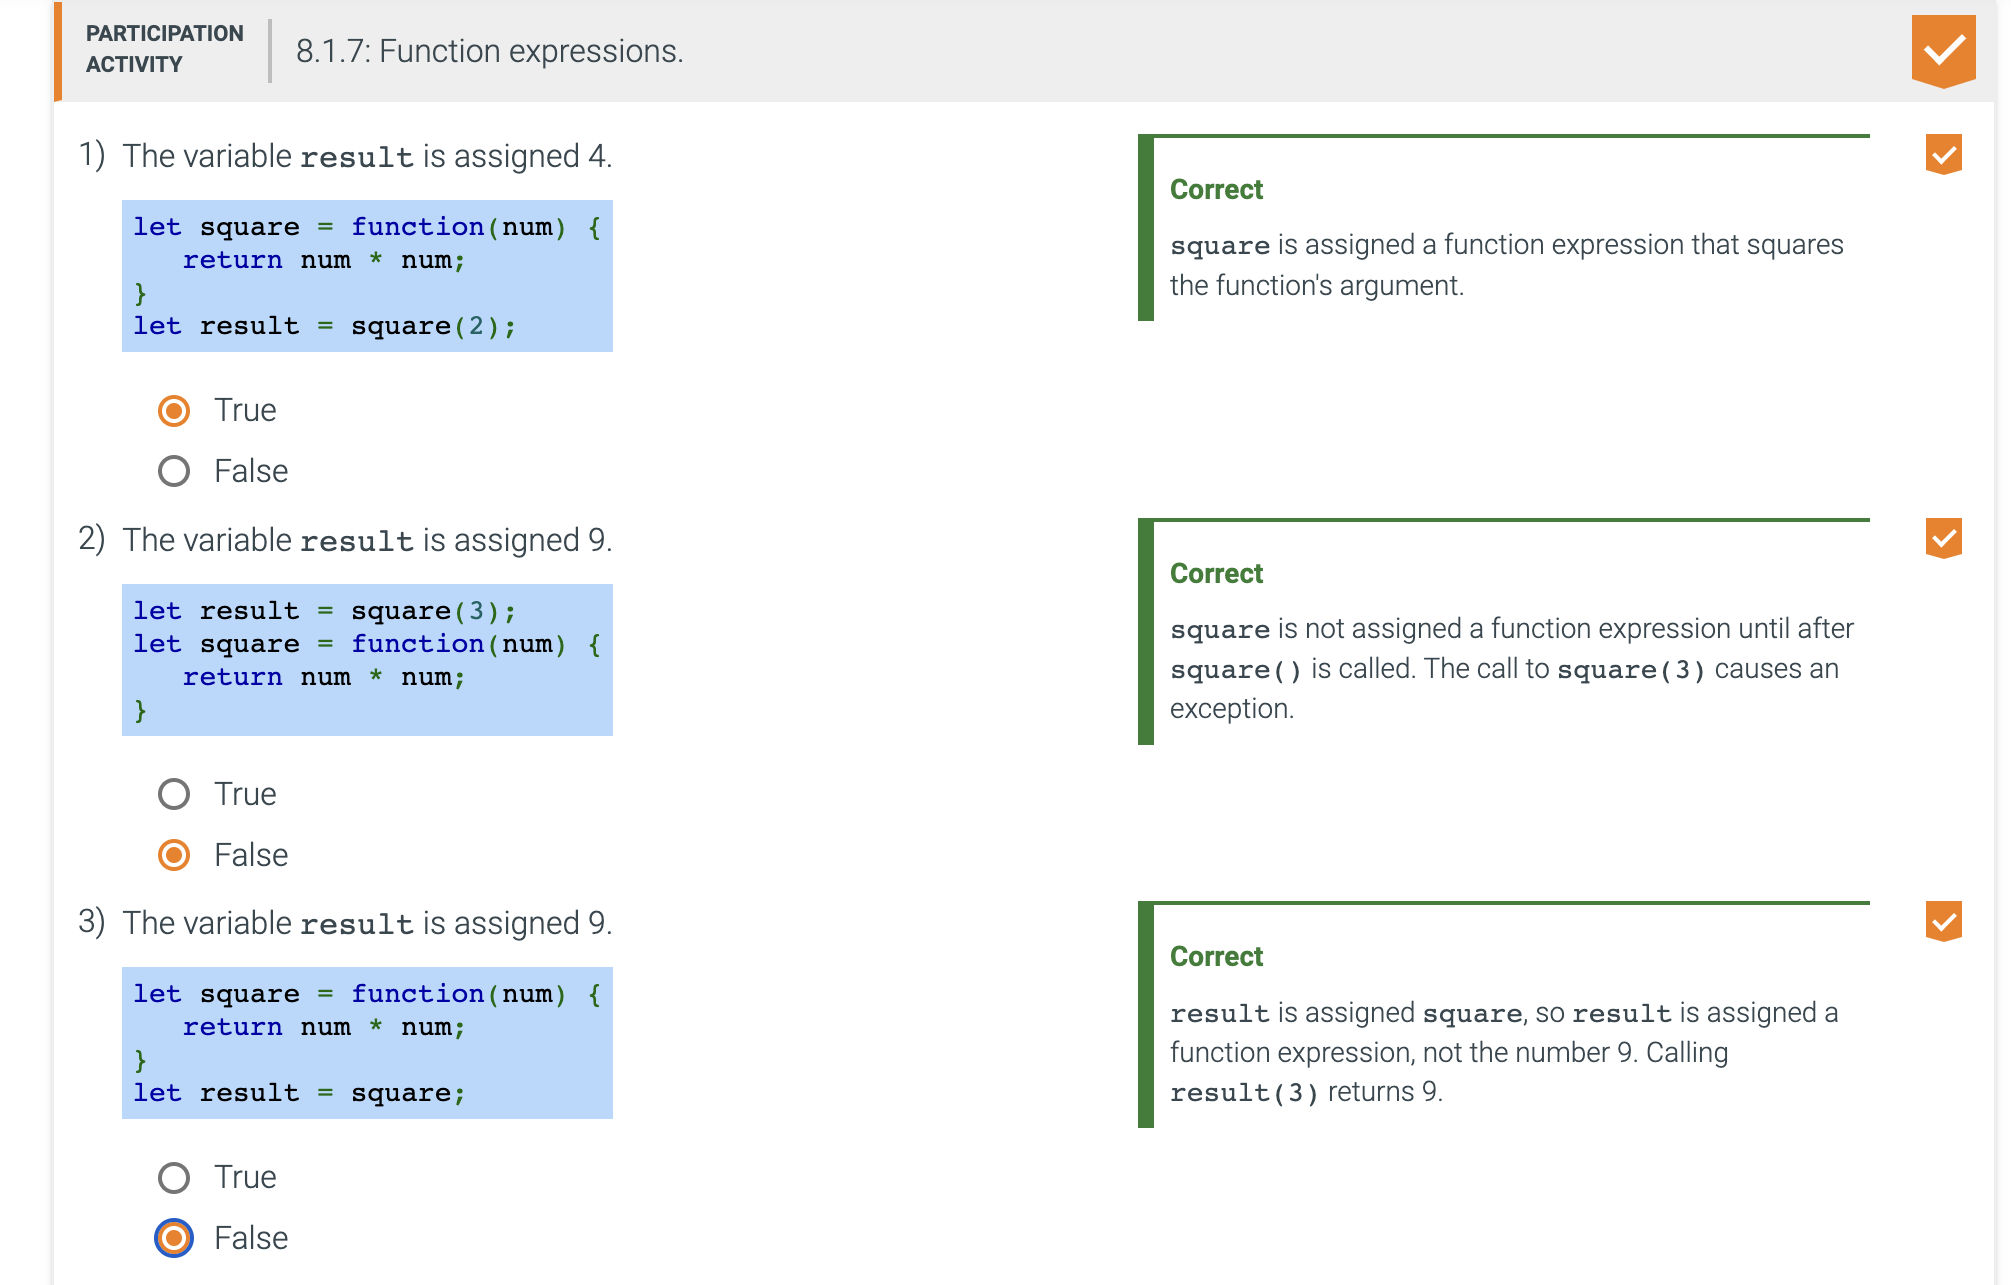 PARTICIPATION
ACTIVITY
8.1.7: Function expressions.
1) The variable result is assigned 4.
let square = function(num) {
   return num * num;
}
let result = square(2);
True
False
Correct
square is assigned a function expression that squares
the function's argument.
2) The variable result is assigned 9.
let result = square(3);
let square = function(num) {
   return num * num;
}
True
False
Correct
square is not assigned a function expression until after
square() is called. The call to square(3) causes an
exception.
3) The variable result is assigned 9.
let square = function(num) {
   return num * num;
}
let result = square;
True
False
Correct
result is assigned square, so result is assigned a
function expression, not the number 9. Calling
result(3) returns 9.